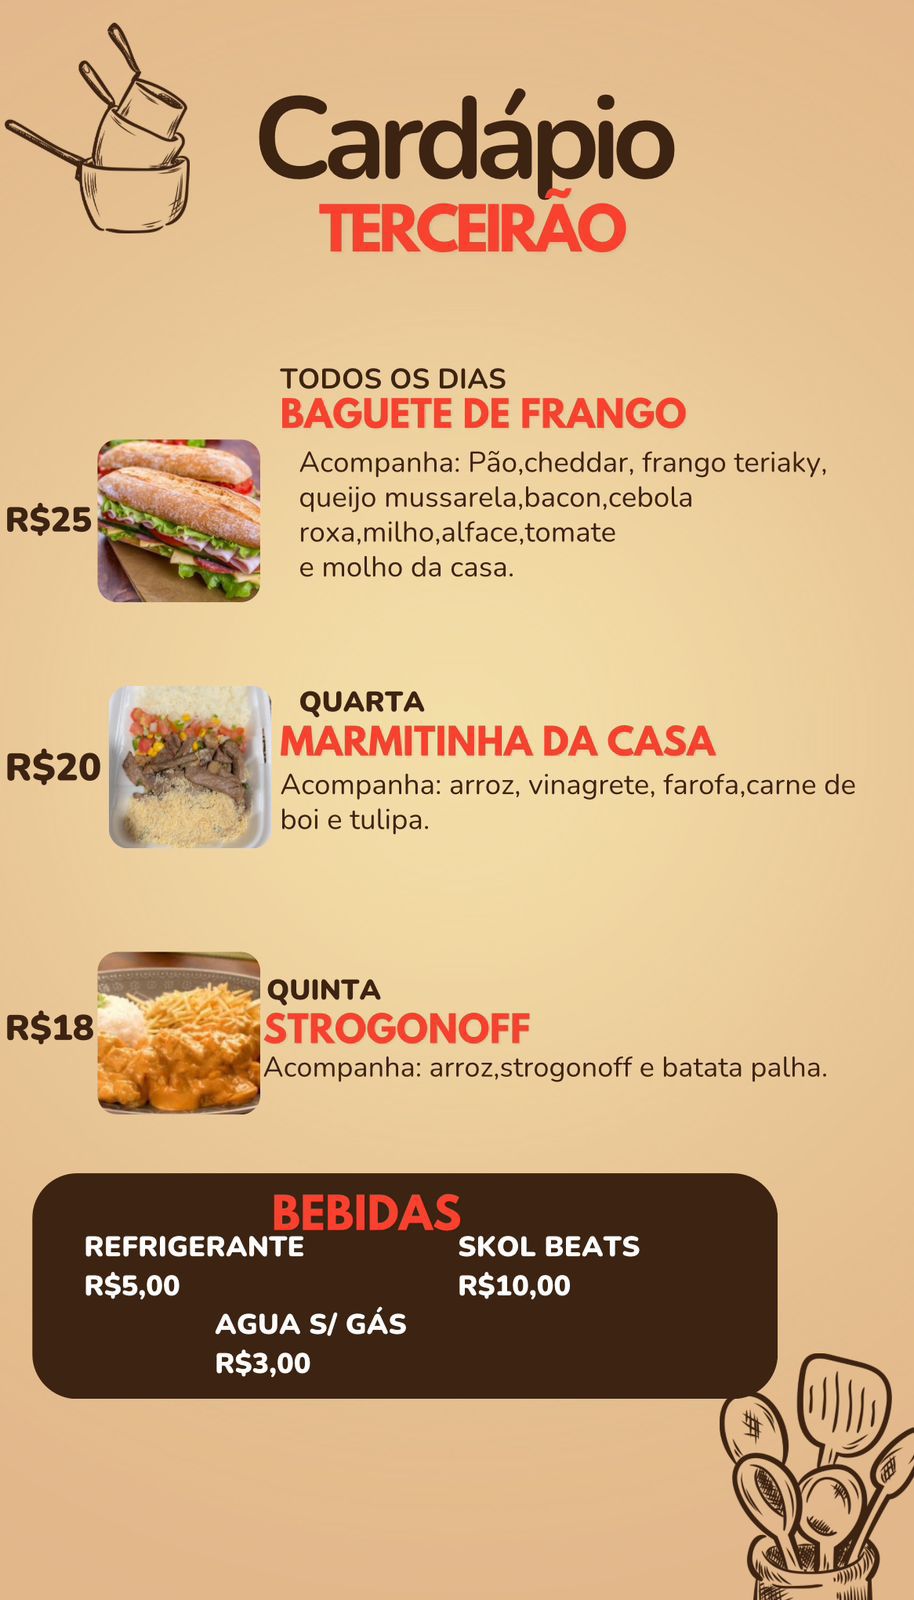 Cardápio
TERCEIRÃO
TODOS OS DIAS
BAGUETE DE FRANGO
Acompanha: Pão,cheddar, frango teriaky,
queijo mussarela,bacon,cebola
roxa,milho,alface,tomate
e molho da casa.
R$25
QUARTA
MARMITINHA DA CASA
Acompanha: arroz, vinagrete, farofa,carne de
boi e tulipa.
R$20
QUINTA
STROGONOFF
Acompanha: arroz,strogonoff e batata palha.
R$18
BEBIDAS
REFRIGERANTE
R$5,00
SKOL BEATS
R$10,00
AGUA S/ GÁS
R$3,00